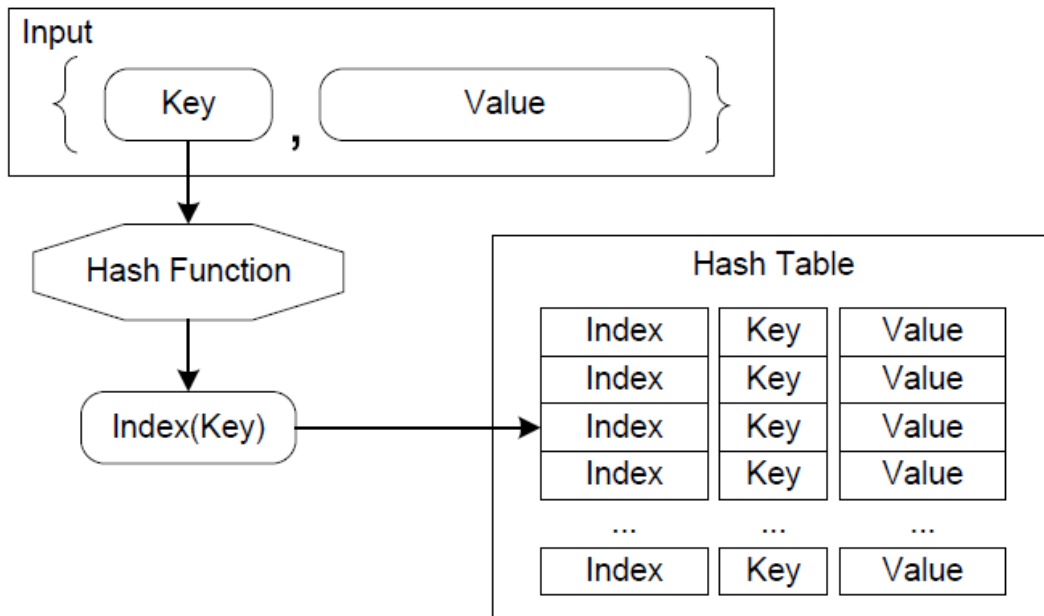 Input
{ Key , Value }
Hash Function
Index(Key)
Hash Table
Index Key Value
Index Key Value
Index Key Value
Index Key Value
... ... ...
Index Key Value